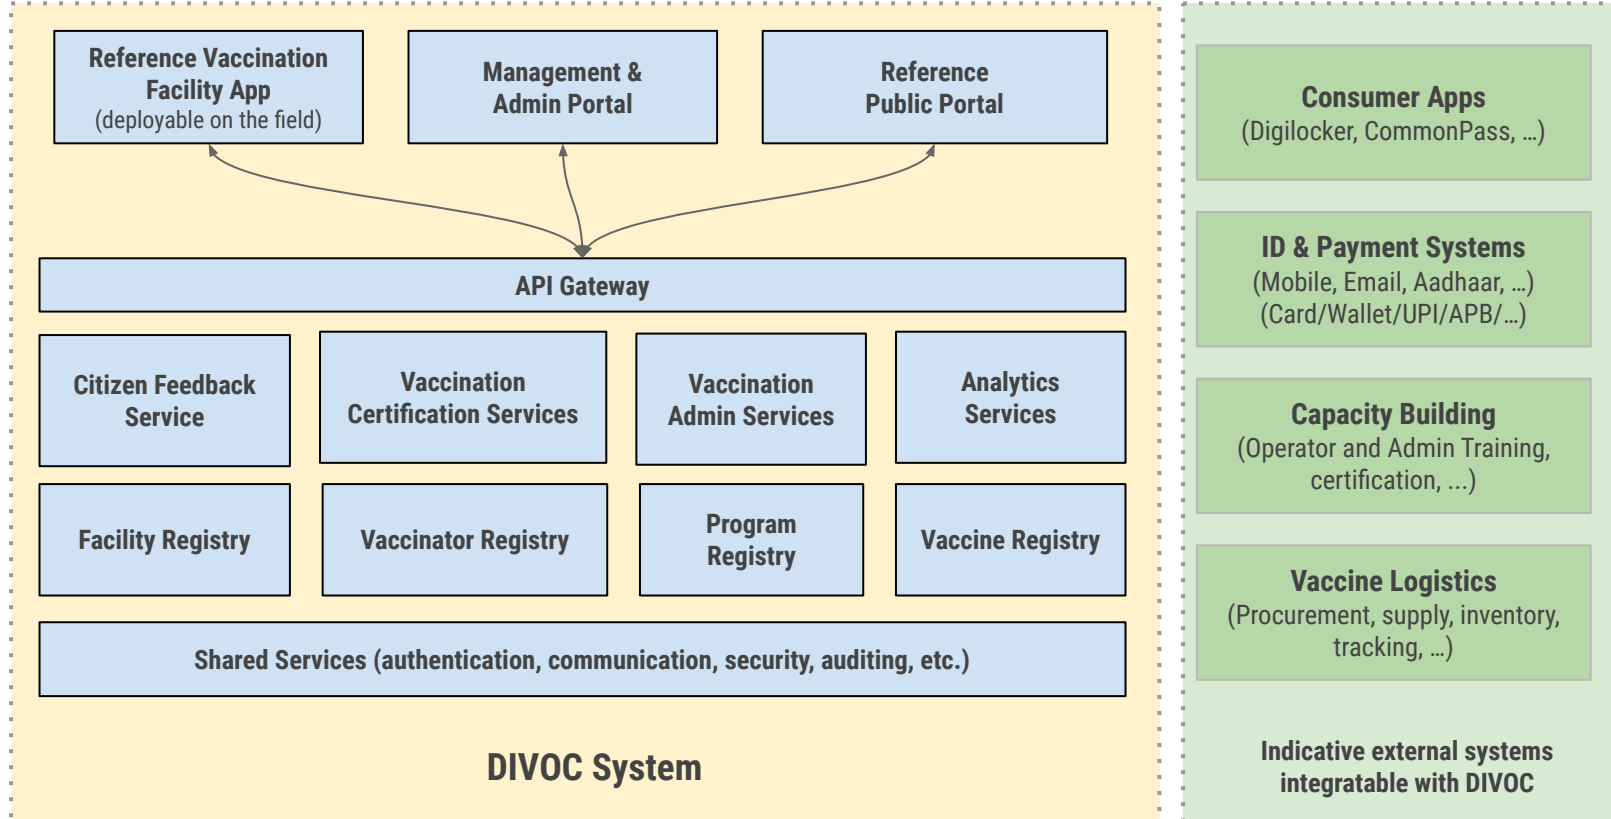 Reference Vaccination
Facility App
(deployable on the field)
Management &
Admin Portal
Reference
Public Portal
API Gateway
Citizen Feedback
Service
Vaccination
Certification Services
Vaccination
Admin Services
Analytics
Services
Facility Registry
Vaccinator Registry
Program
Registry
Vaccine Registry
Shared Services (authentication, communication, security, auditing, etc.)
DIVOC System
Consumer Apps
(Digilocker, CommonPass, …)
ID & Payment Systems
(Mobile, Email, Aadhaar, …)
(Card/Wallet/UPI/APB/…)
Capacity Building
(Operator and Admin Training,
certification, ...)
Vaccine Logistics
(Procurement, supply, inventory,
tracking, …)
Indicative external systems
integratable with DIVOC